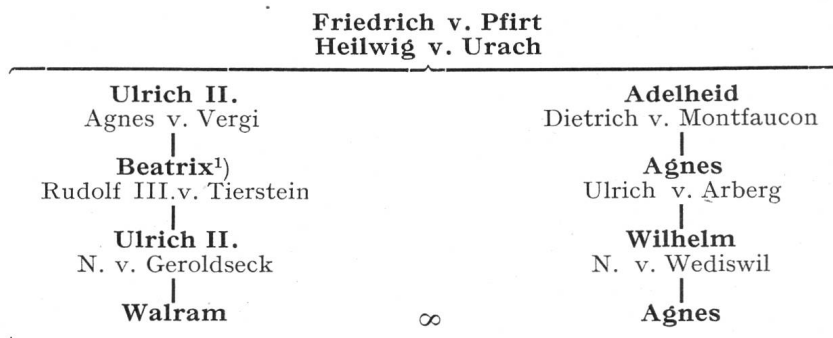 Friedrich v. Pfirt
Heilwig v. Urach
Ulrich II. Adelheid
Agnes v. Vergi Dietrich v. Montfaucon
Beatrix¹) Agnes
Rudolf III.v. Tierstein Ulrich v. Arberg
Ulrich II. Wilhelm
N. v. Geroldseck N. v. Wediswil
Walram ∞ Agnes